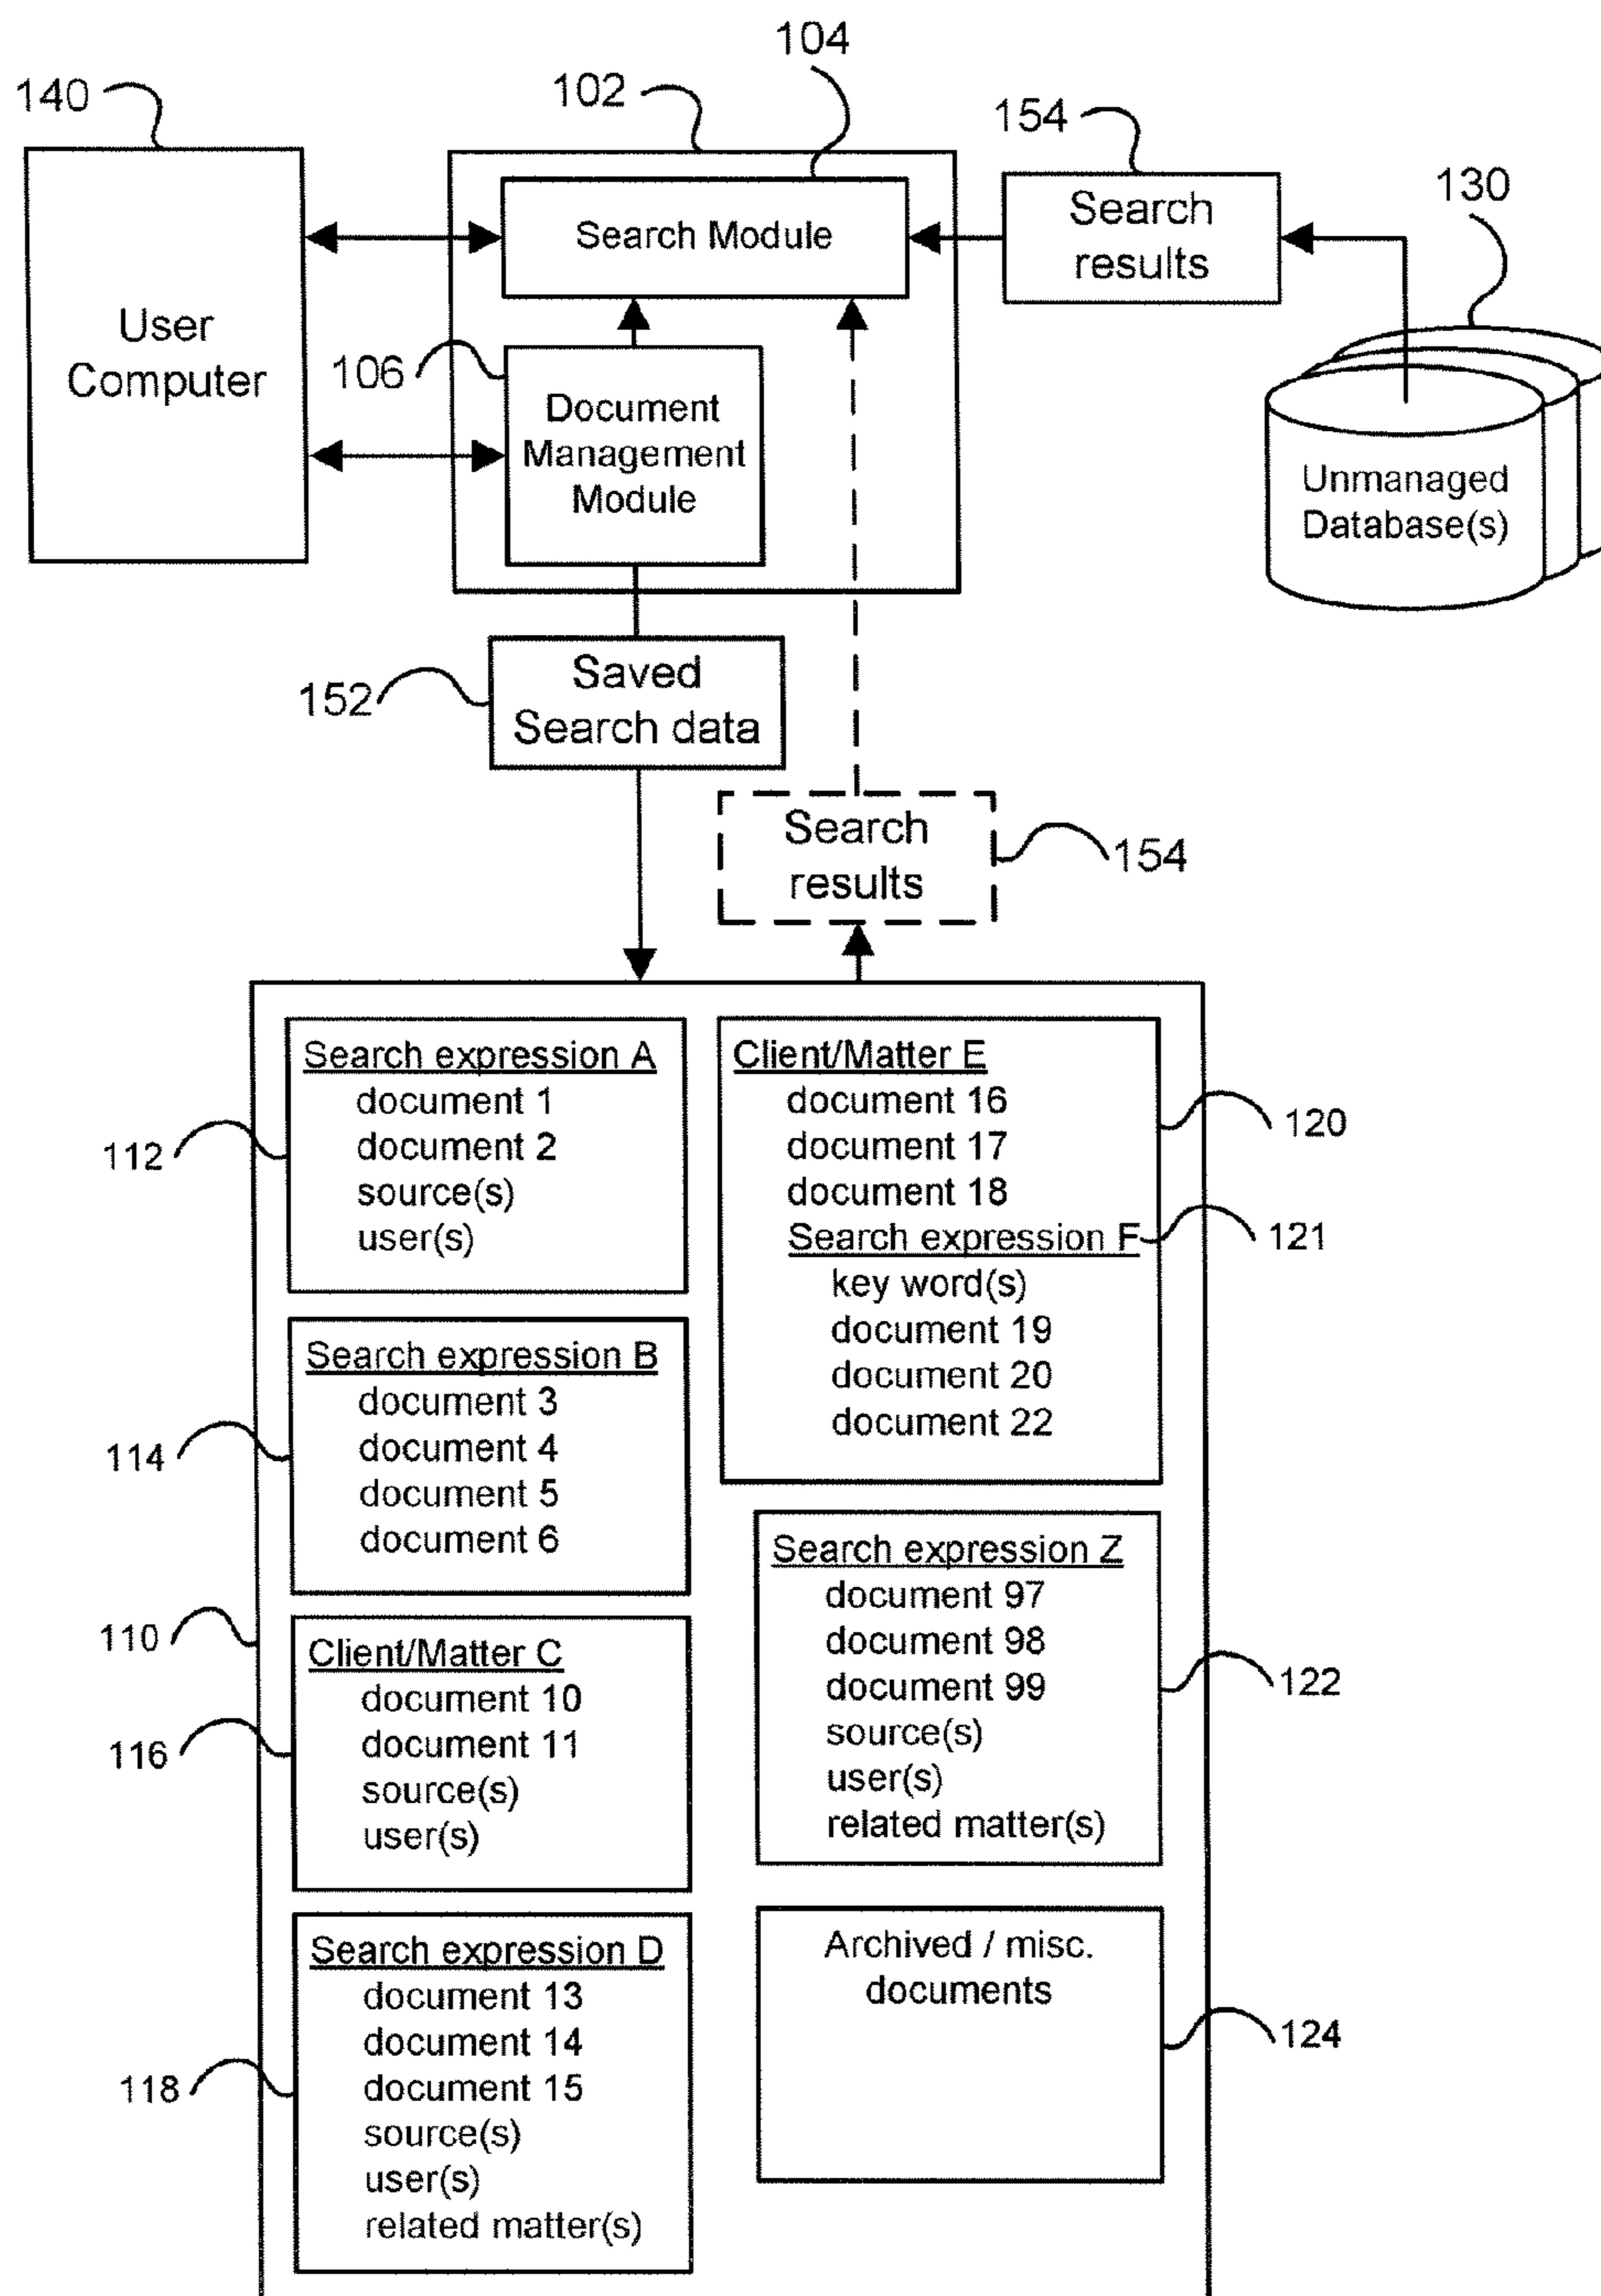 104
140
102
154
130
Search Module
Search
results
User
Computer
106
Document
Management
Module
Unmanaged
Database(s)
152
Saved
Search data
Search
results
154
Search expression A
document 1
document 2
source(s)
user(s)
112
Search expression B
document 3
document 4
document 5
document 6
114
110
Client/Matter C
document 10
document 11
source(s)
user(s)
116
Search expression D
document 13
document 14
document 15
source(s)
user(s)
related matter(s)
118
Client/Matter E
document 16
document 17
document 18
Search expression F
key word(s)
document 19
document 20
document 22
120
121
Search expression Z
document 97
document 98
document 99
source(s)
user(s)
related matter(s)
122
Archived / misc.
documents
124